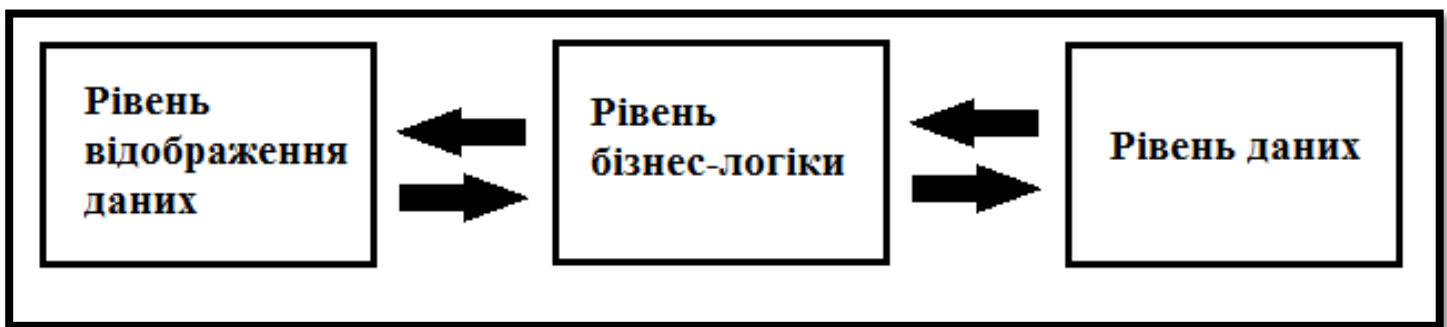 Рівень
відображення
даних
Рівень
бізнес-логіки
Рівень даних